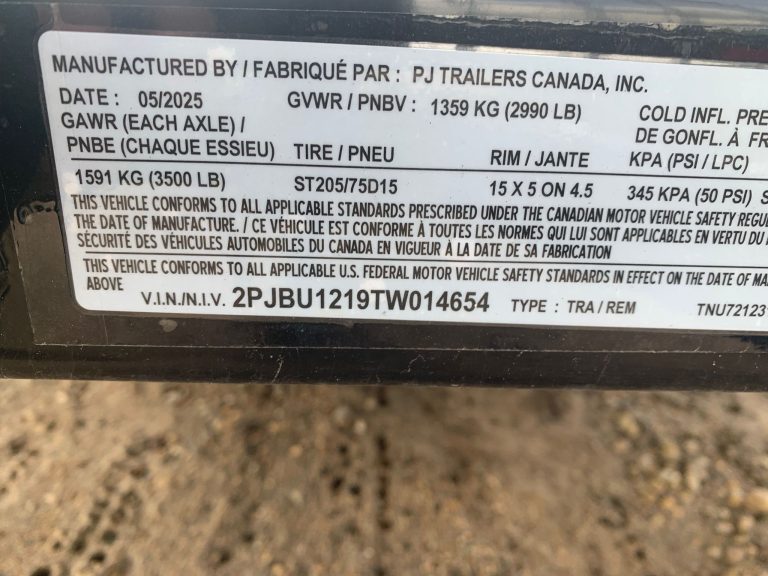 MANUFACTURED BY / FABRIQUÉ PAR : PJ TRAILERS CANADA, INC.
DATE : 05/2025 GVWR / PNBV : 1359 KG (2990 LB) COLD INFL. PRE
GAWR (EACH AXLE) / DE GONFL. À FR
PNBE (CHAQUE ESSIEU) TIRE / PNEU RIM / JANTE KPA (PSI / LPC)
1591 KG (3500 LB) ST205/75D15 15 X 5 ON 4.5 345 KPA (50 PSI) S
THIS VEHICLE CONFORMS TO ALL APPLICABLE STANDARDS PRESCRIBED UNDER THE CANADIAN MOTOR VEHICLE SAFETY REGU
THE DATE OF MANUFACTURE. / CE VÉHICULE EST CONFORME À TOUTES LES NORMES QUI LUI SONT APPLICABLES EN VERTU DU
SÉCURITÉ DES VÉHICULES AUTOMOBILES DU CANADA EN VIGUEUR À LA DATE DE SA FABRICATION
THIS VEHICLE CONFORMS TO ALL APPLICABLE U.S. FEDERAL MOTOR VEHICLE SAFETY STANDARDS IN EFFECT ON THE DATE
ABOVE
V.I.N./N.I.V. 2PJBU1219TW014654 TYPE : TRA / REM TNU72123